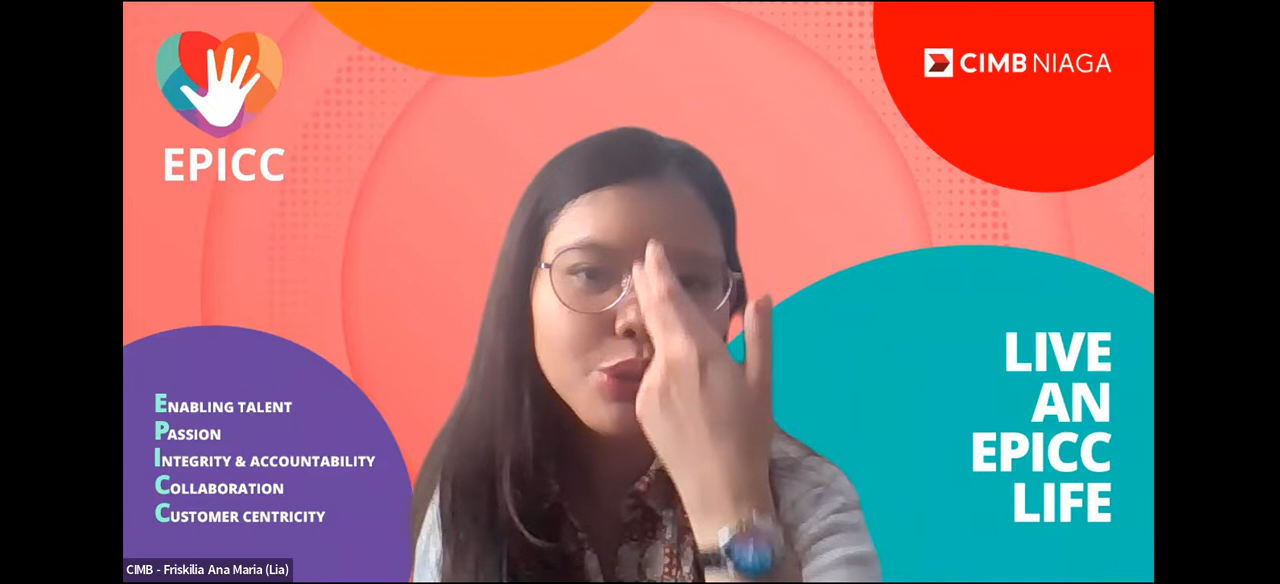 EPICC
CIMB NIAGA
ENABLING TALENT
PASSION
INTEGRITY & ACCOUNTABILITY
COLLABORATION
CUSTOMER CENTRICITY
LIVE
AN
EPICC
LIFE
CIMB - Friskilia Ana Maria (Lia)